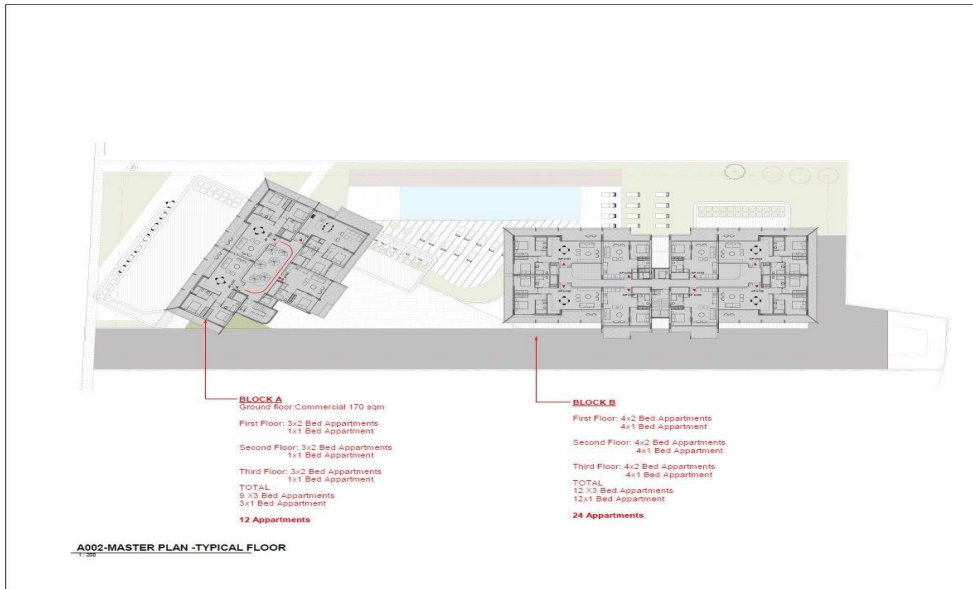 BLOCK A
Ground floor:Commercial 170 sqm
First Floor: 3x2 Bed Appartments
1x1 Bed Appartment
Second Floor: 3x2 Bed Appartments
1x1 Bed Appartment
Third Floor: 3x2 Bed Appartments
1x1 Bed Appartment
TOTAL
9 X3 Bed Appartments
3x1 Bed Appartment
12 Appartments
BLOCK B
First Floor: 4x2 Bed Appartments
4x1 Bed Appartment
Second Floor: 4x2 Bed Appartments
4x1 Bed Appartment
Third Floor: 4x2 Bed Appartments
4x1 Bed Appartment
TOTAL
12 X3 Bed Appartments
12x1 Bed Appartment
24 Appartments
A002-MASTER PLAN -TYPICAL FLOOR